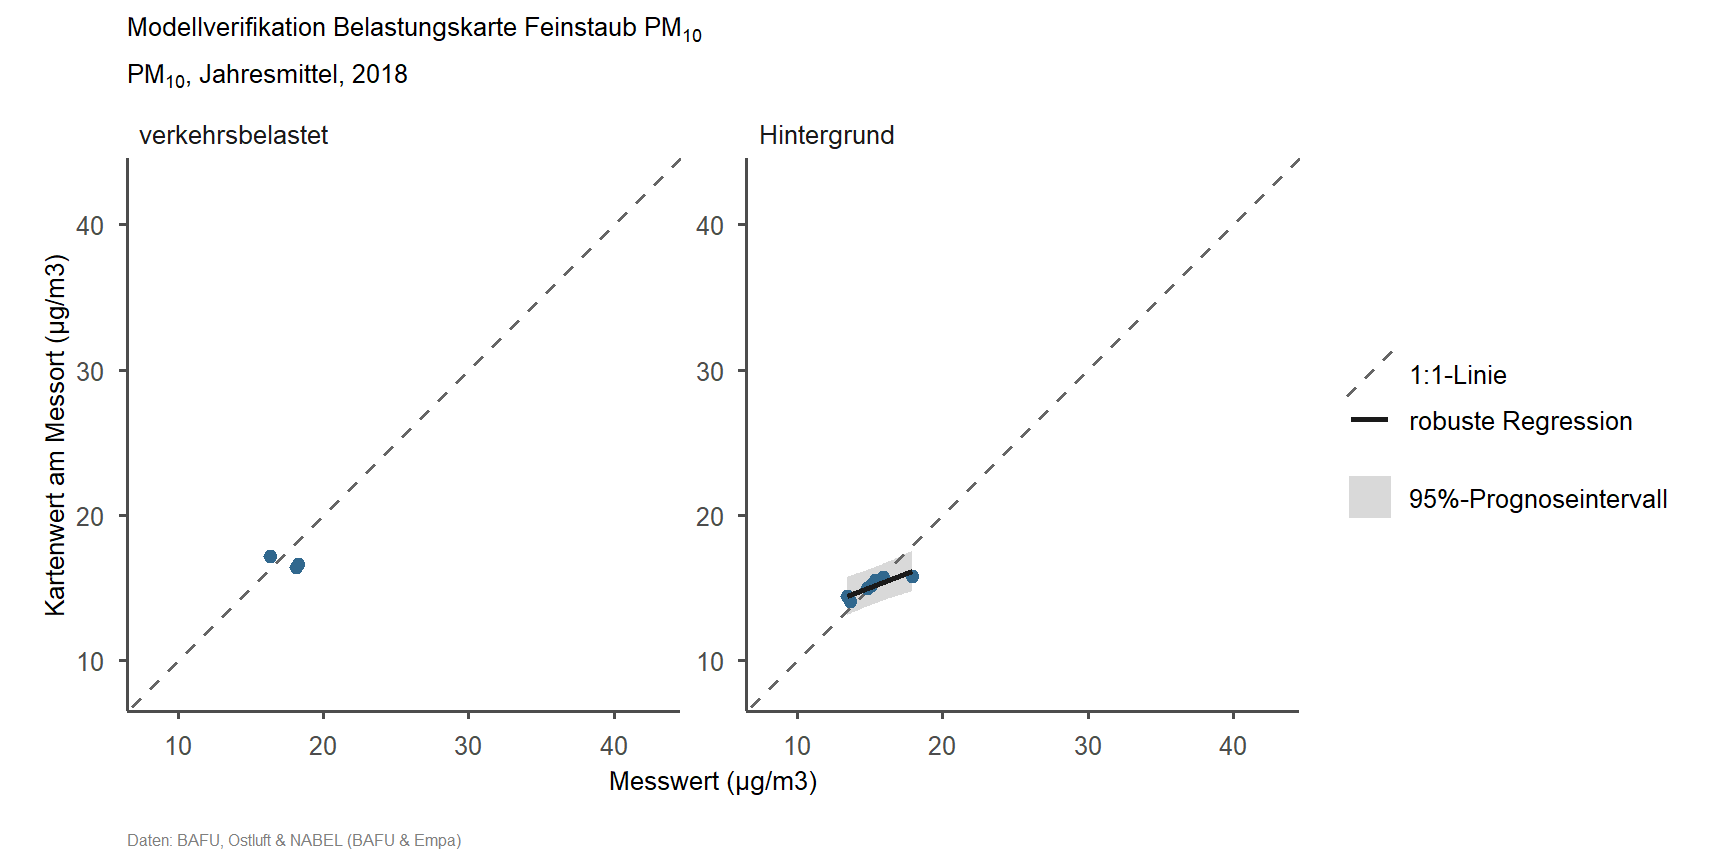 Modellverifikation Belastungskarte Feinstaub PM₁₀
PM₁₀, Jahresmittel, 2018
verkehrsbelastet
Hintergrund
Kartenwert am Messort (µg/m3)
40
30
20
10
10 20 30 40
40
30
20
10
10 20 30 40
Messwert (µg/m3)
1:1-Linie
robuste Regression
95%-Prognoseintervall
Daten: BAFU, Ostluft & NABEL (BAFU & Empa)